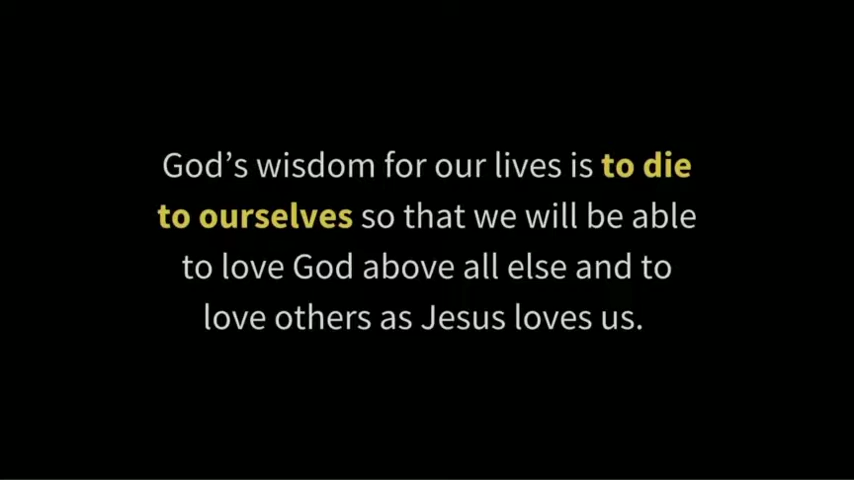 God’s wisdom for our lives is to die
to ourselves so that we will be able
to love God above all else and to
love others as Jesus loves us.